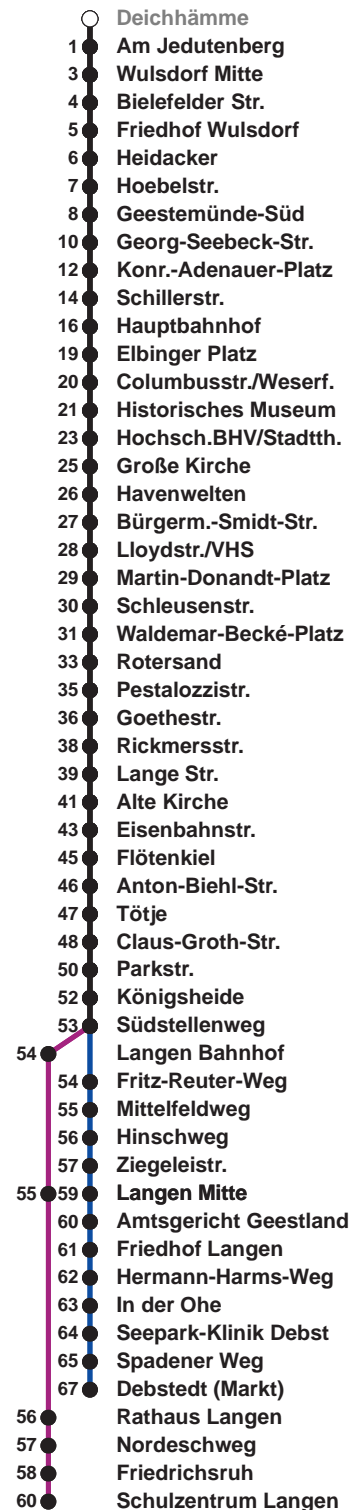 Deichhämme
1 Am Jedutenberg
3 Wulsdorf Mitte
4 Bielefelder Str.
5 Friedhof Wulsdorf
6 Heidacker
7 Hoebelstr.
8 Geestemünde-Süd
10 Georg-Seebeck-Str.
12 Konr.-Adenauer-Platz
14 Schillerstr.
16 Hauptbahnhof
19 Elbinger Platz
20 Columbusstr./Weserf.
21 Historisches Museum
23 Hochsch.BHV/Stadtth.
25 Große Kirche
26 Havenwelten
27 Bürgerm.-Smidt-Str.
28 Lloydstr./VHS
29 Martin-Donandt-Platz
30 Schleusenstr.
31 Waldemar-Becké-Platz
33 Rotersand
35 Pestalozzistr.
36 Goethestr.
38 Rickmersstr.
39 Lange Str.
41 Alte Kirche
43 Eisenbahnstr.
45 Flötenkiel
46 Anton-Biehl-Str.
47 Tötje
48 Claus-Groth-Str.
50 Parkstr.
52 Königsheide
53 Südstellenweg
54 Langen Bahnhof
54 Fritz-Reuter-Weg
55 Mittelfeldweg
56 Hinschweg
57 Ziegeleistr.
55 59 Langen Mitte
60 Amtsgericht Geestland
61 Friedhof Langen
62 Hermann-Harms-Weg
63 In der Ohe
64 Seepark-Klinik Debst
65 Spadener Weg
67 Debstedt (Markt)
56 Rathaus Langen
57 Nordeschweg
58 Friedrichsruh
60 Schulzentrum Langen